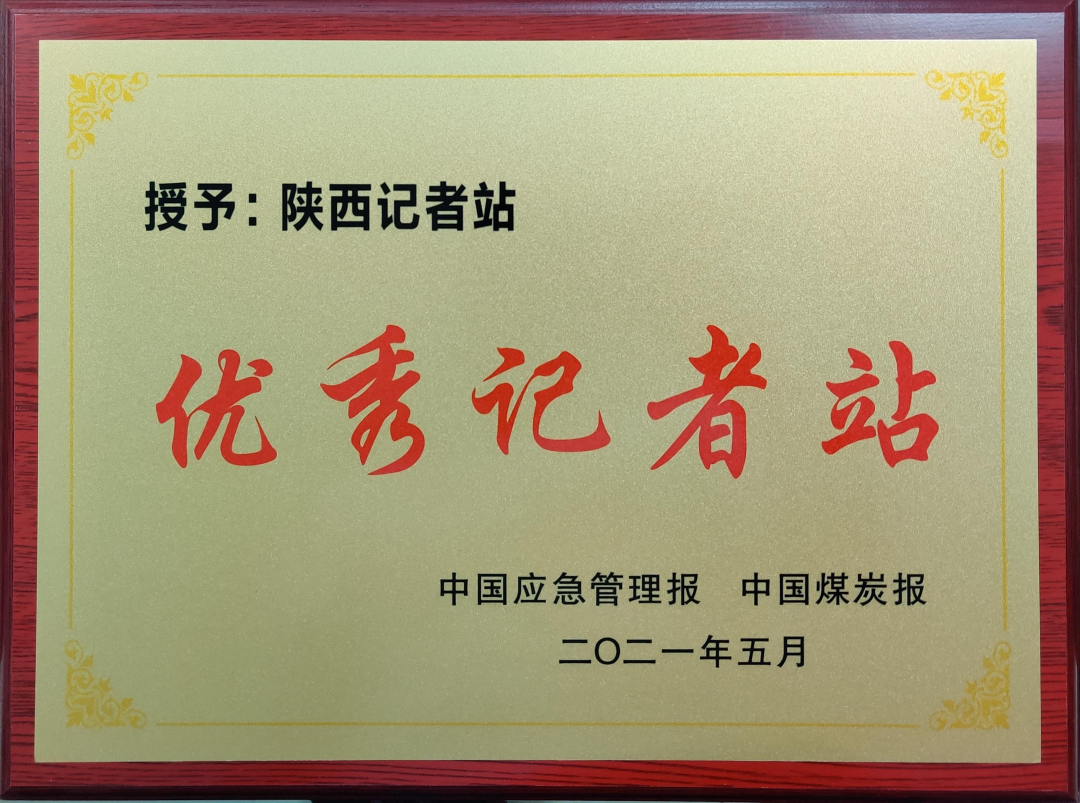 授予：陕西记者站
优秀记者站
中国应急管理报　中国煤炭报
二〇二一年五月